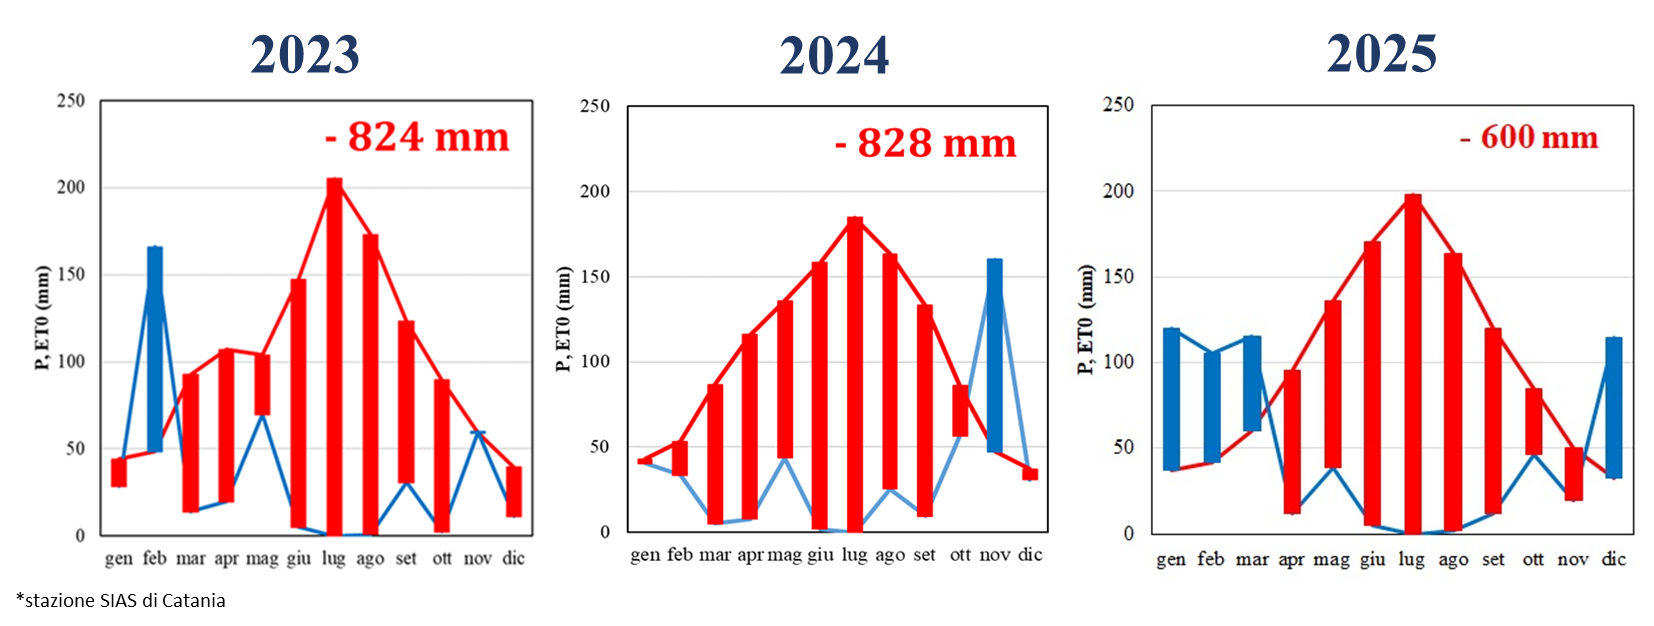 2023
2024
2025
- 824 mm
P, ET0 (mm)
250
200
150
100
50
0
gen feb mar apr mag giu lug ago set ott nov dic
- 828 mm
P, ET0 (mm)
250
200
150
100
50
0
gen feb mar apr mag giu lug ago set ott nov dic
- 600 mm
P, ET0 (mm)
250
200
150
100
50
0
gen feb mar apr mag giu lug ago set ott nov dic
*stazione SIAS di Catania